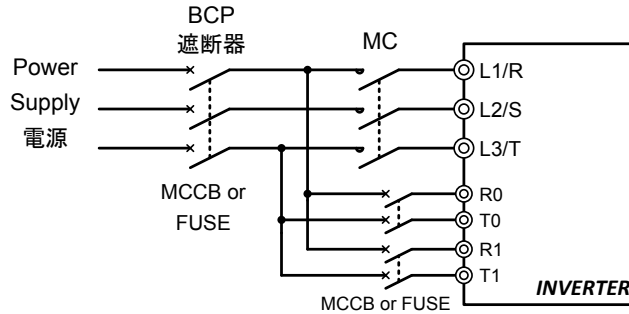 BCP
遮断器
MC
Power
Supply
電源
L1/R
L2/S
L3/T
MCCB or
FUSE
R0
T0
R1
T1
INVERTER
MCCB or FUSE